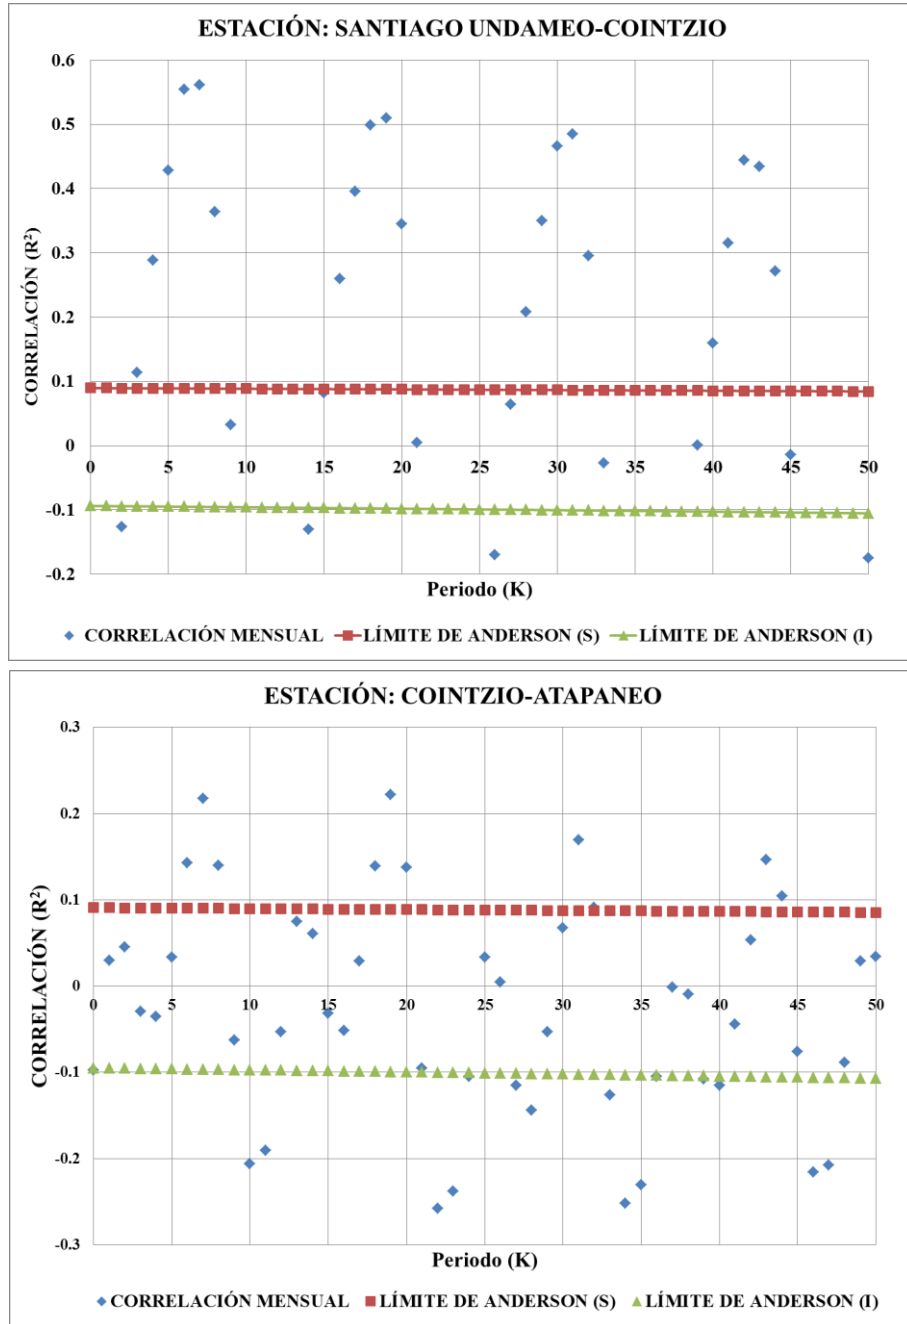 ESTACIÓN: SANTIAGO UNDAMEO-COINTZIO
0.6
0.5
0.4
0.3
0.2
0.1
0
-0.1
-0.2
CORRELACIÓN (R²)
0 5 10 15 20 25 30 35 40 45 50
Periodo (K)
CORRELACIÓN MENSUAL LÍMITE DE ANDERSON (S) LÍMITE DE ANDERSON (I)
ESTACIÓN: COINTZIO-ATAPANEO
0.3
0.2
0.1
0
-0.1
-0.2
-0.3
CORRELACIÓN (R²)
0 5 10 15 20 25 30 35 40 45 50
Periodo (K)
CORRELACIÓN MENSUAL LÍMITE DE ANDERSON (S) LÍMITE DE ANDERSON (I)